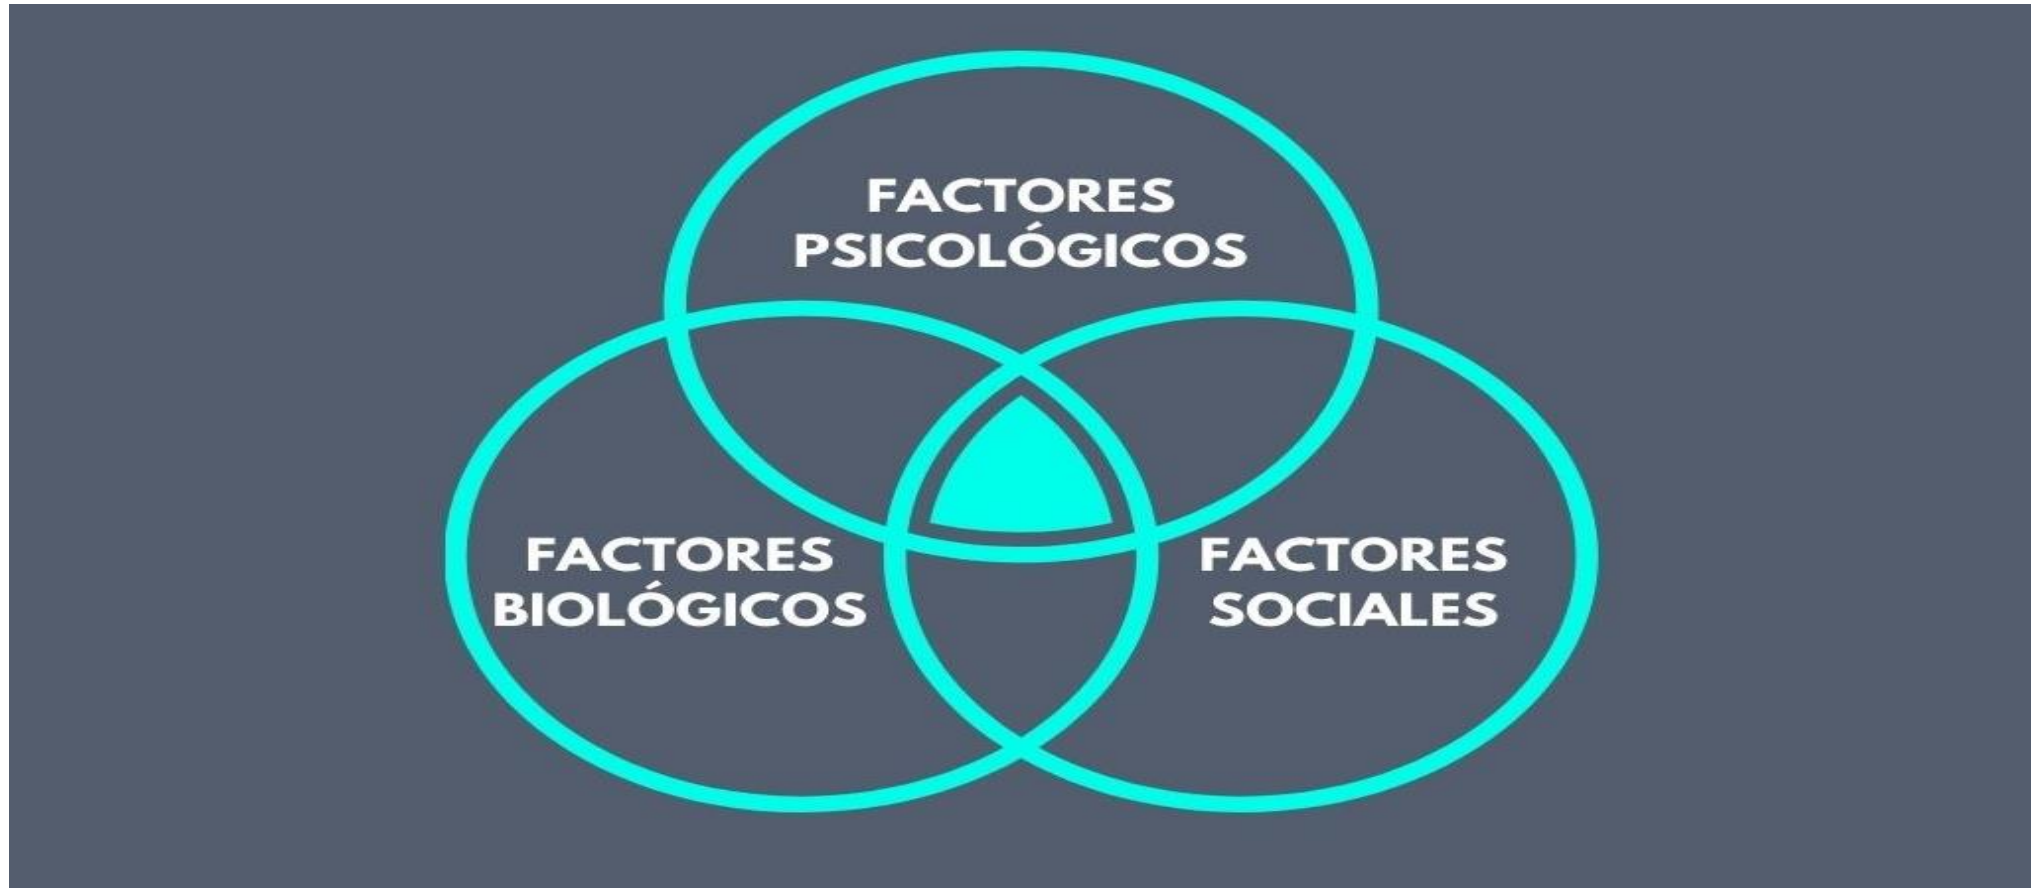 FACTORES
PSICOLÓGICOS
FACTORES
BIOLÓGICOS
FACTORES
SOCIALES